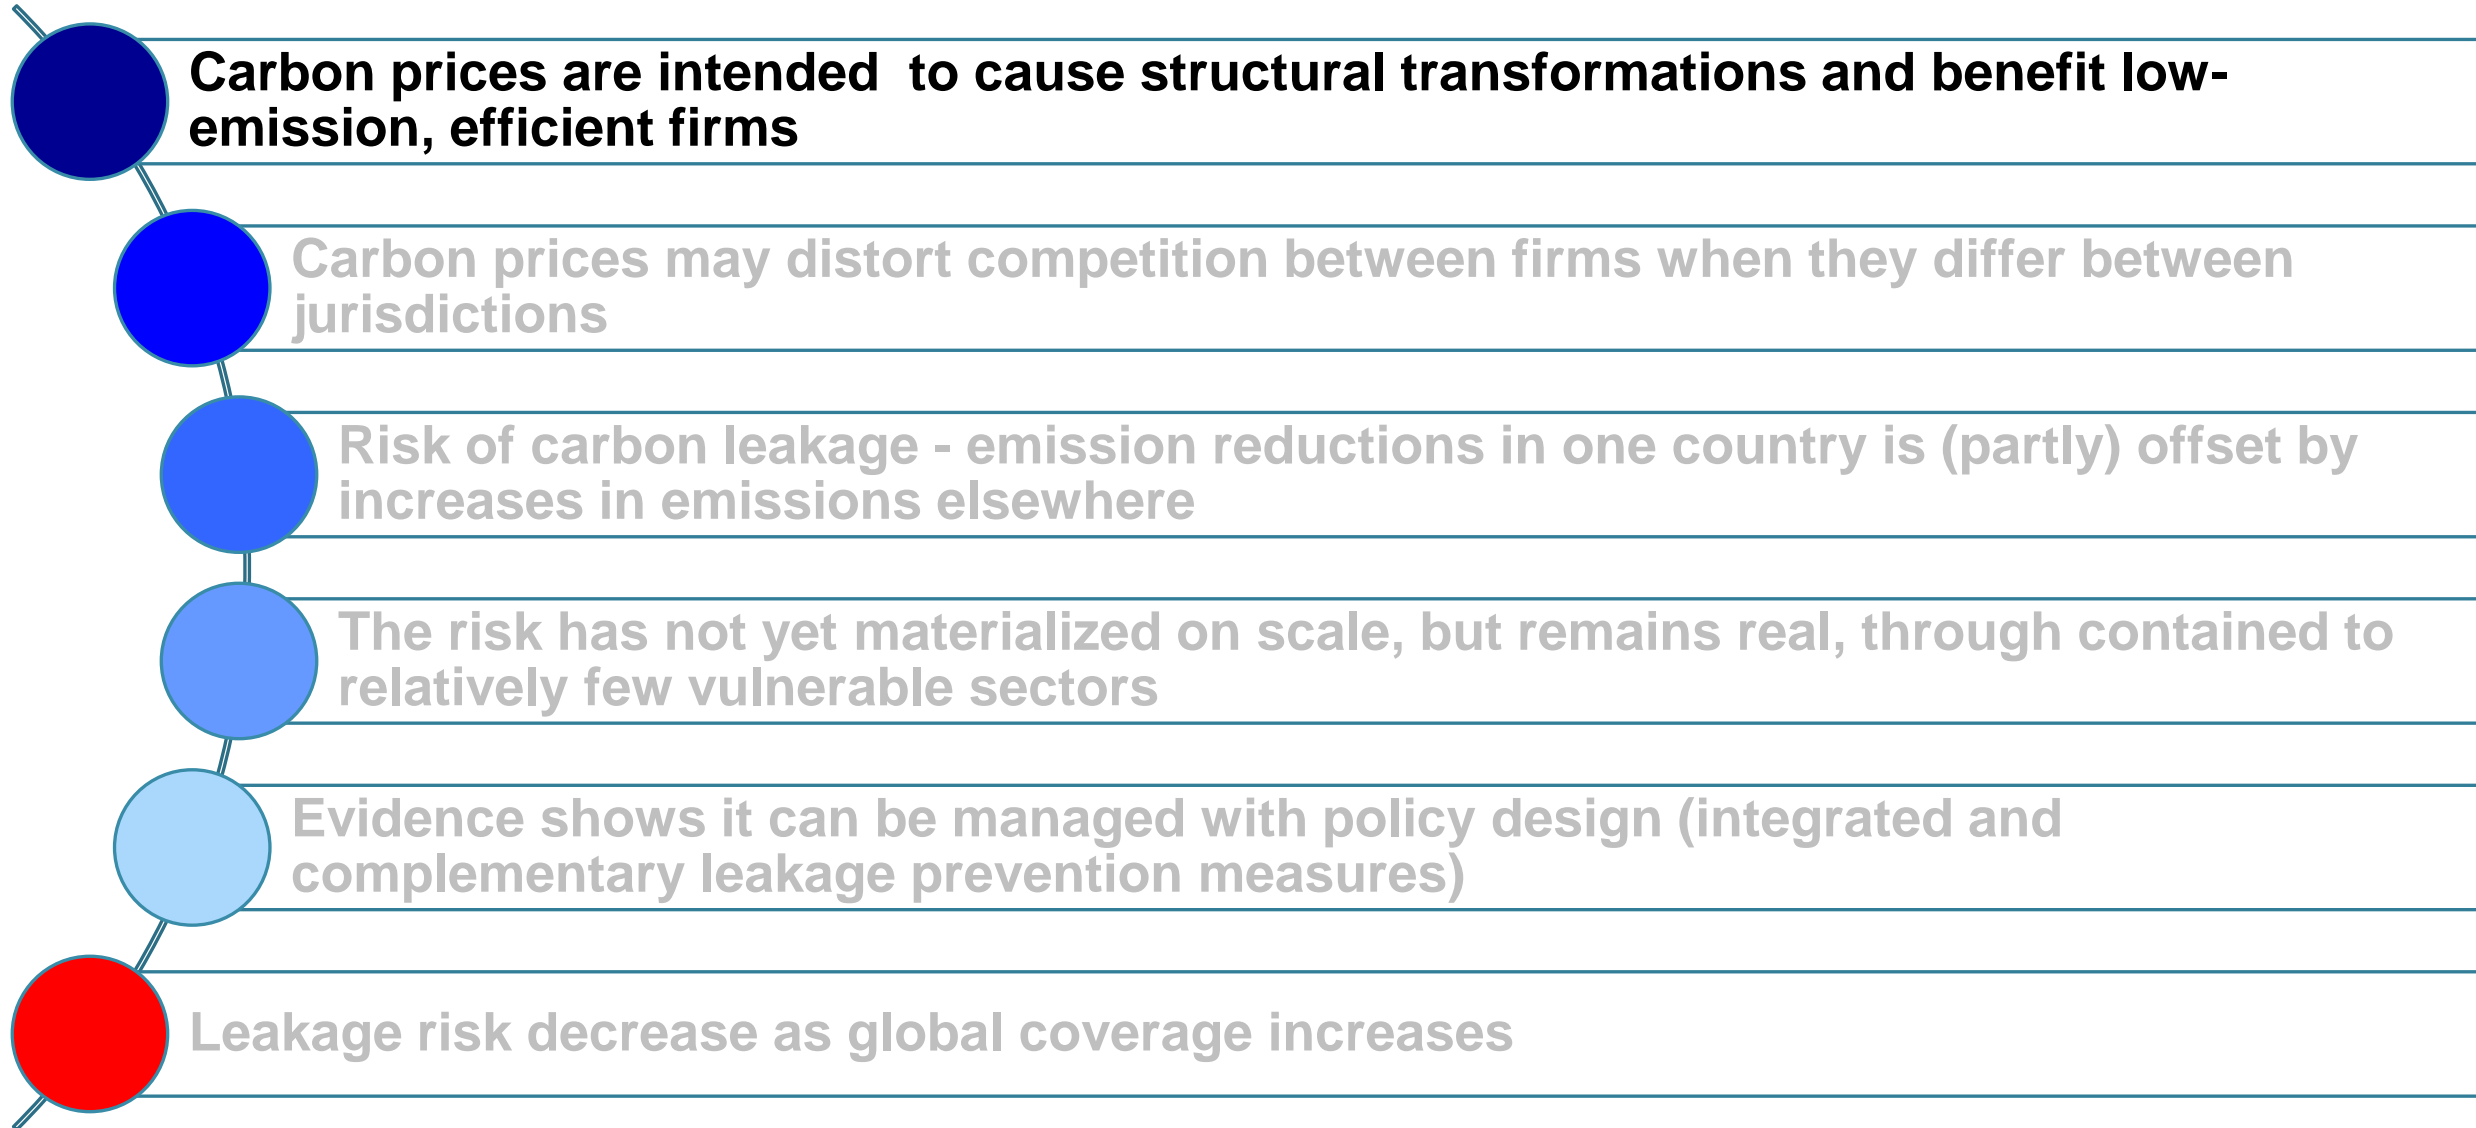 Carbon prices are intended  to cause structural transformations and benefit low-
emission, efficient firms
Carbon prices may distort competition between firms when they differ between
jurisdictions
Risk of carbon leakage - emission reductions in one country is (partly) offset by
increases in emissions elsewhere
The risk has not yet materialized on scale, but remains real, through contained to
relatively few vulnerable sectors
Evidence shows it can be managed with policy design (integrated and
complementary leakage prevention measures)
Leakage risk decrease as global coverage increases